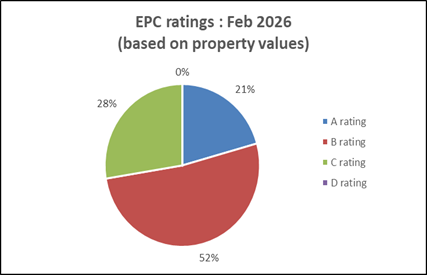 EPC ratings : Feb 2026
(based on property values)
0%
21%
28%
A rating
B rating
C rating
D rating
52%